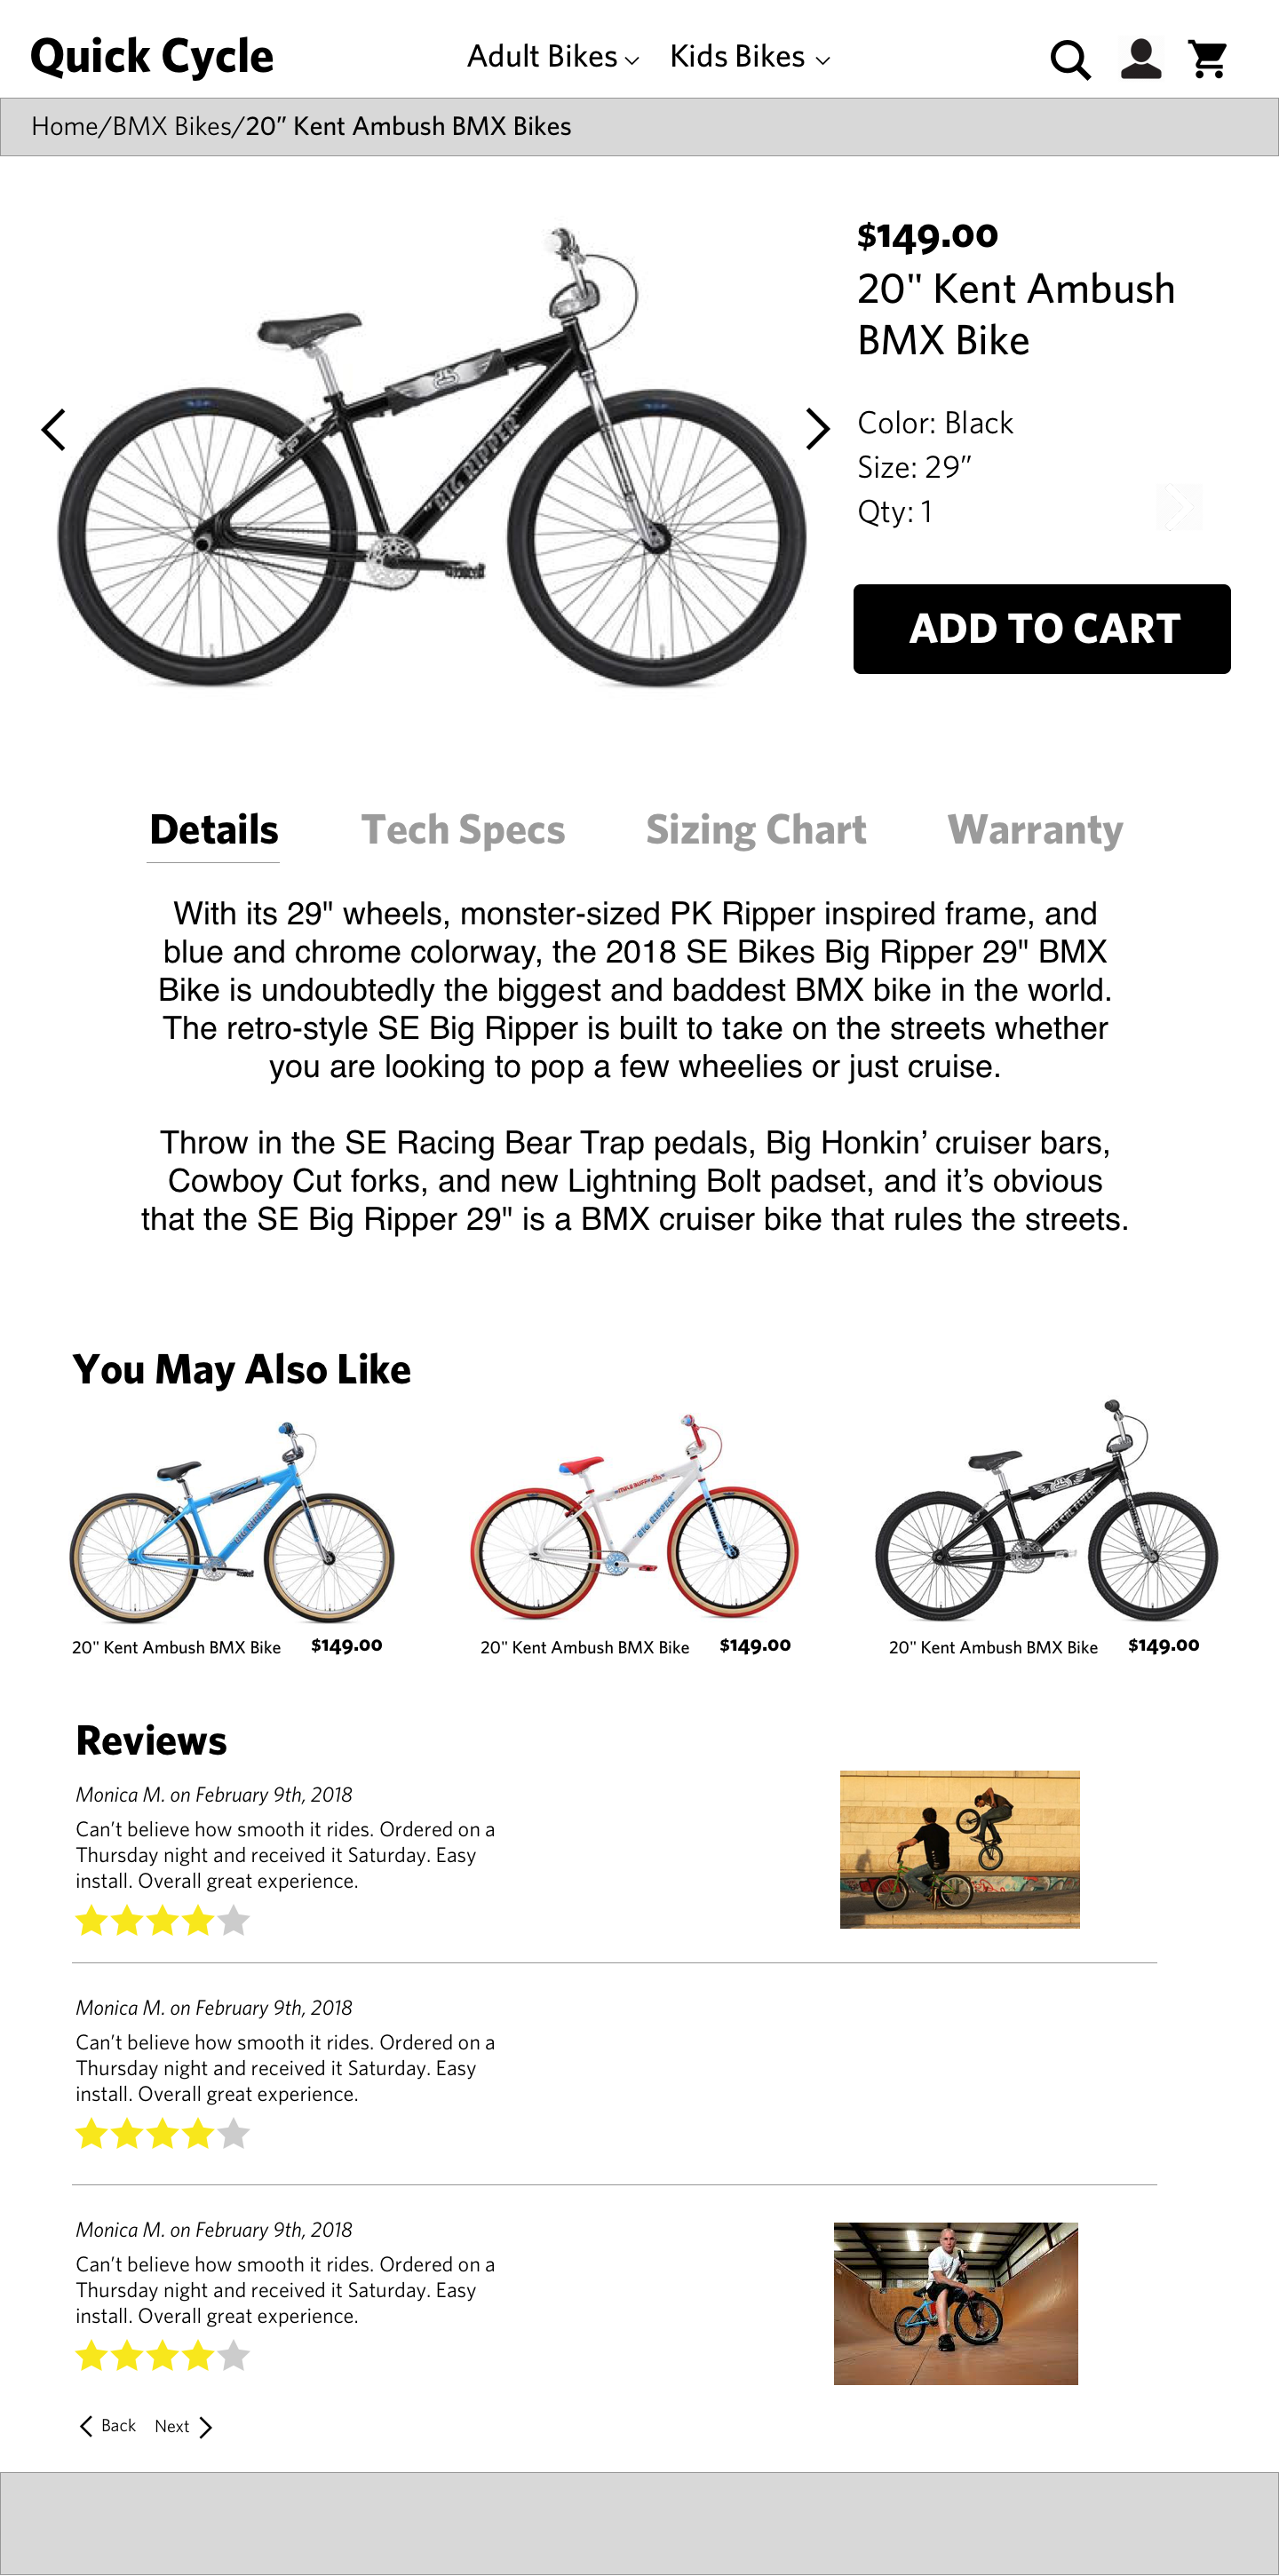 Quick Cycle
Adult Bikes
Kids Bikes
Home/BMX Bikes/20” Kent Ambush BMX Bikes
"BIG RIPPER"
$149.00
20" Kent Ambush
BMX Bike
Color: Black
Size: 29”
Qty: 1
ADD TO CART
Details
Tech Specs
Sizing Chart
Warranty
With its 29" wheels, monster-sized PK Ripper inspired frame, and
blue and chrome colorway, the 2018 SE Bikes Big Ripper 29" BMX
Bike is undoubtedly the biggest and baddest BMX bike in the world.
The retro-style SE Big Ripper is built to take on the streets whether
you are looking to pop a few wheelies or just cruise.
Throw in the SE Racing Bear Trap pedals, Big Honkin’ cruiser bars,
Cowboy Cut forks, and new Lightning Bolt padset, and it’s obvious
that the SE Big Ripper 29" is a BMX cruiser bike that rules the streets.
You May Also Like
BIG RIPPER
"BIG RIPPER"
20" Kent Ambush BMX Bike
$149.00
20" Kent Ambush BMX Bike
$149.00
20" Kent Ambush BMX Bike
$149.00
Reviews
Monica M. on February 9th, 2018
Can’t believe how smooth it rides. Ordered on a
Thursday night and received it Saturday. Easy
install. Overall great experience.
Monica M. on February 9th, 2018
Can’t believe how smooth it rides. Ordered on a
Thursday night and received it Saturday. Easy
install. Overall great experience.
Monica M. on February 9th, 2018
Can’t believe how smooth it rides. Ordered on a
Thursday night and received it Saturday. Easy
install. Overall great experience.
Back
Next